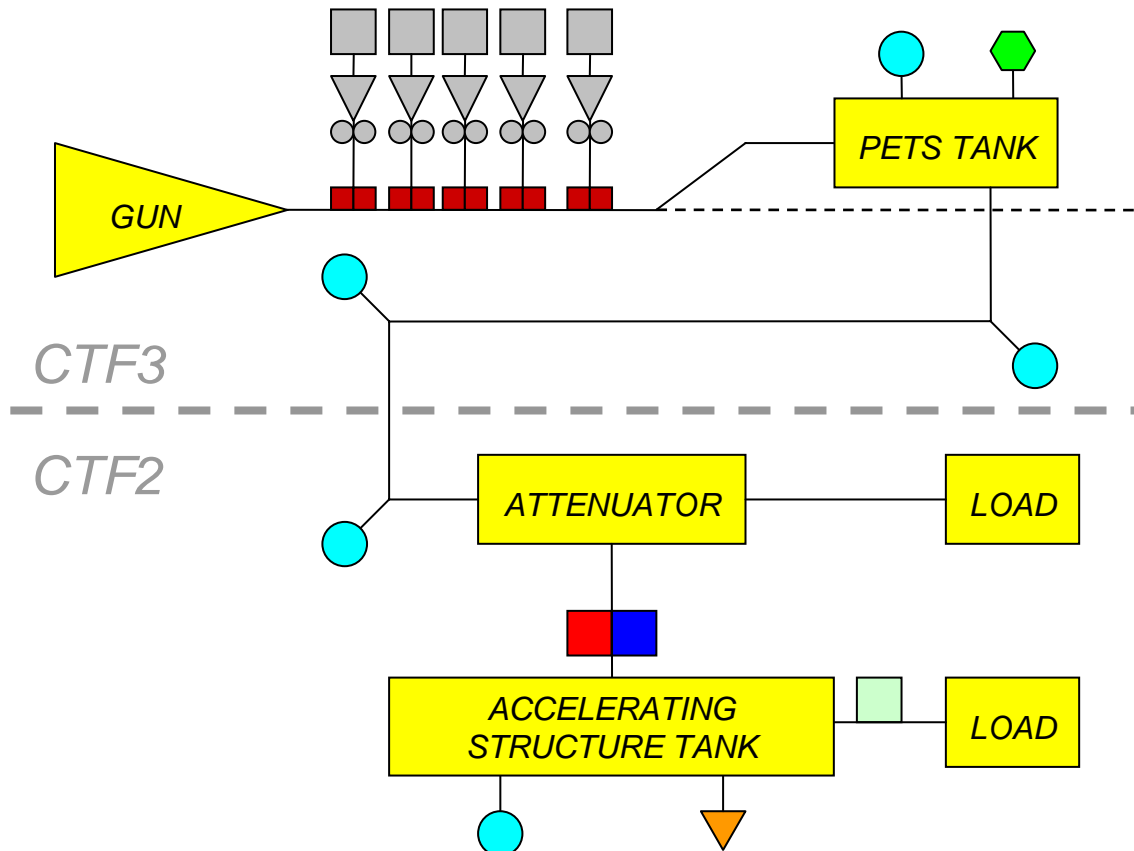 PETS TANK
GUN
CTF3
CTF2
ATTENUATOR
LOAD
ACCELERATING
STRUCTURE TANK
LOAD